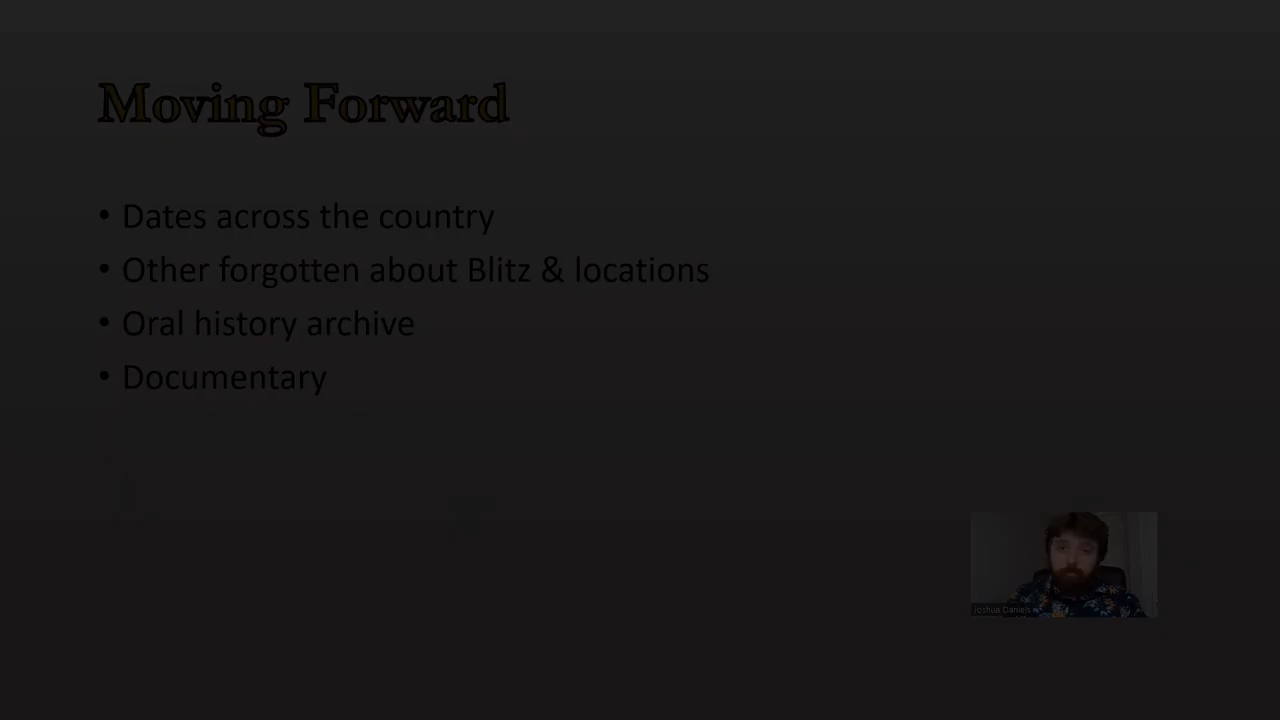 Moving Forward
• Dates across the country
• Other forgotten about Blitz & locations
• Oral history archive
• Documentary
Joshua Daniels